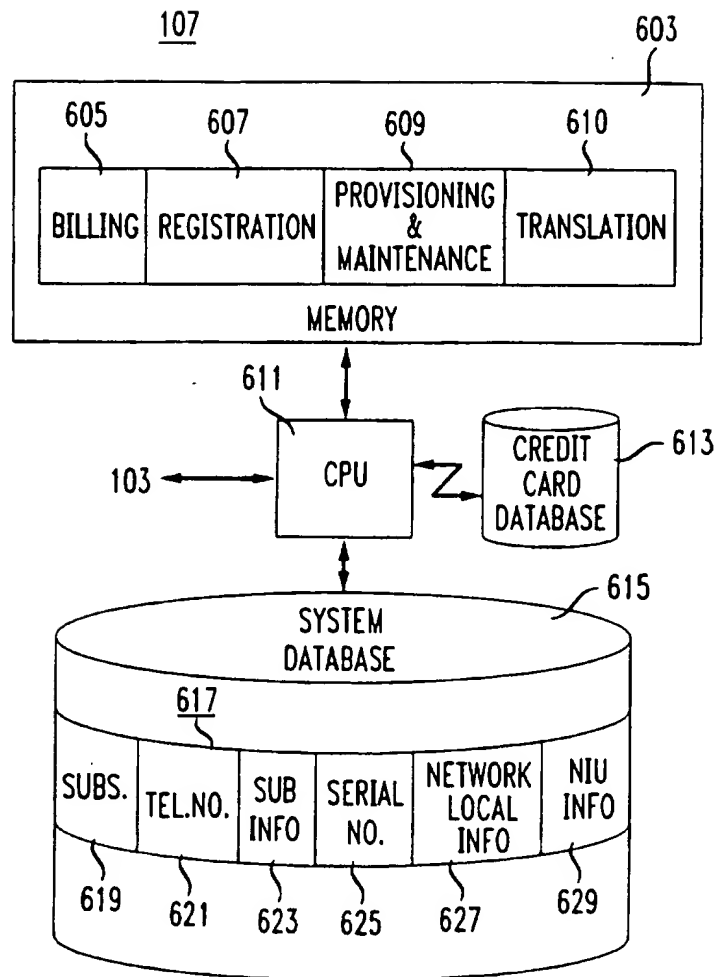 107
603
605 607 609 610
BILLING REGISTRATION PROVISIONING & MAINTENANCE TRANSLATION
MEMORY
611
103
CPU
CREDIT CARD DATABASE
613
615
SYSTEM DATABASE
617
SUBS. TEL.NO. SUB INFO SERIAL NO. NETWORK LOCAL INFO NIU INFO
619 621 623 625 627 629